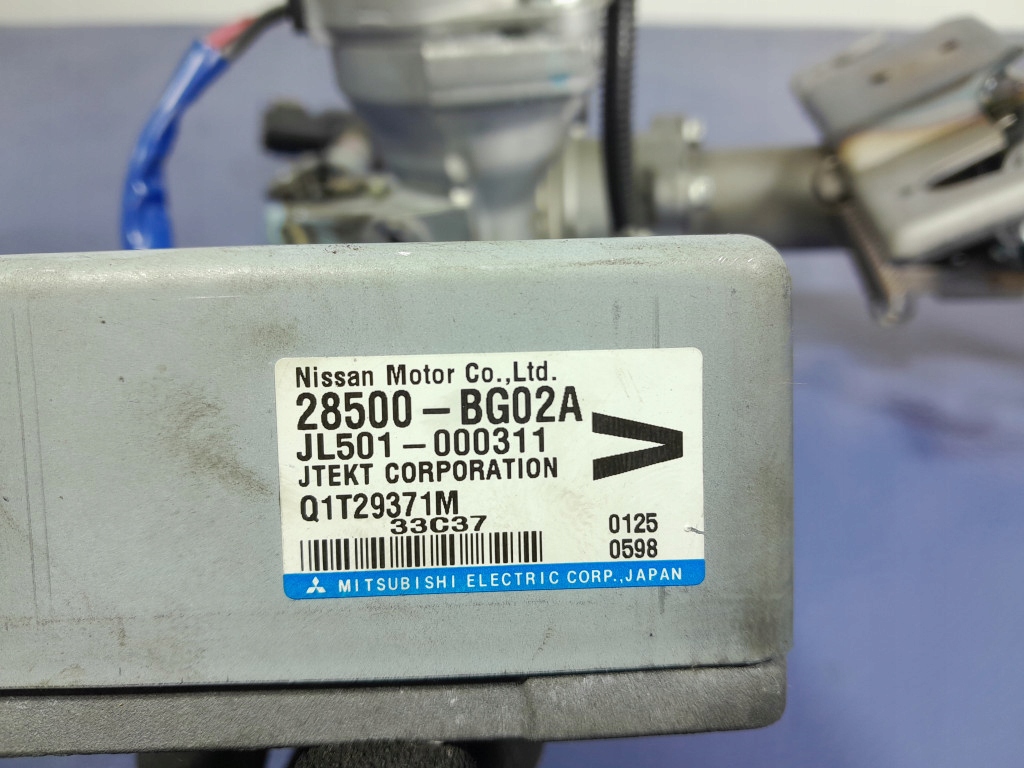 Nissan Motor Co.,Ltd.
28500-BG02A
JL501-000311
JTEKT CORPORATION
V
Q1T29371M
33C37
0125
0598
MITSUBISHI ELECTRIC CORP.,JAPAN